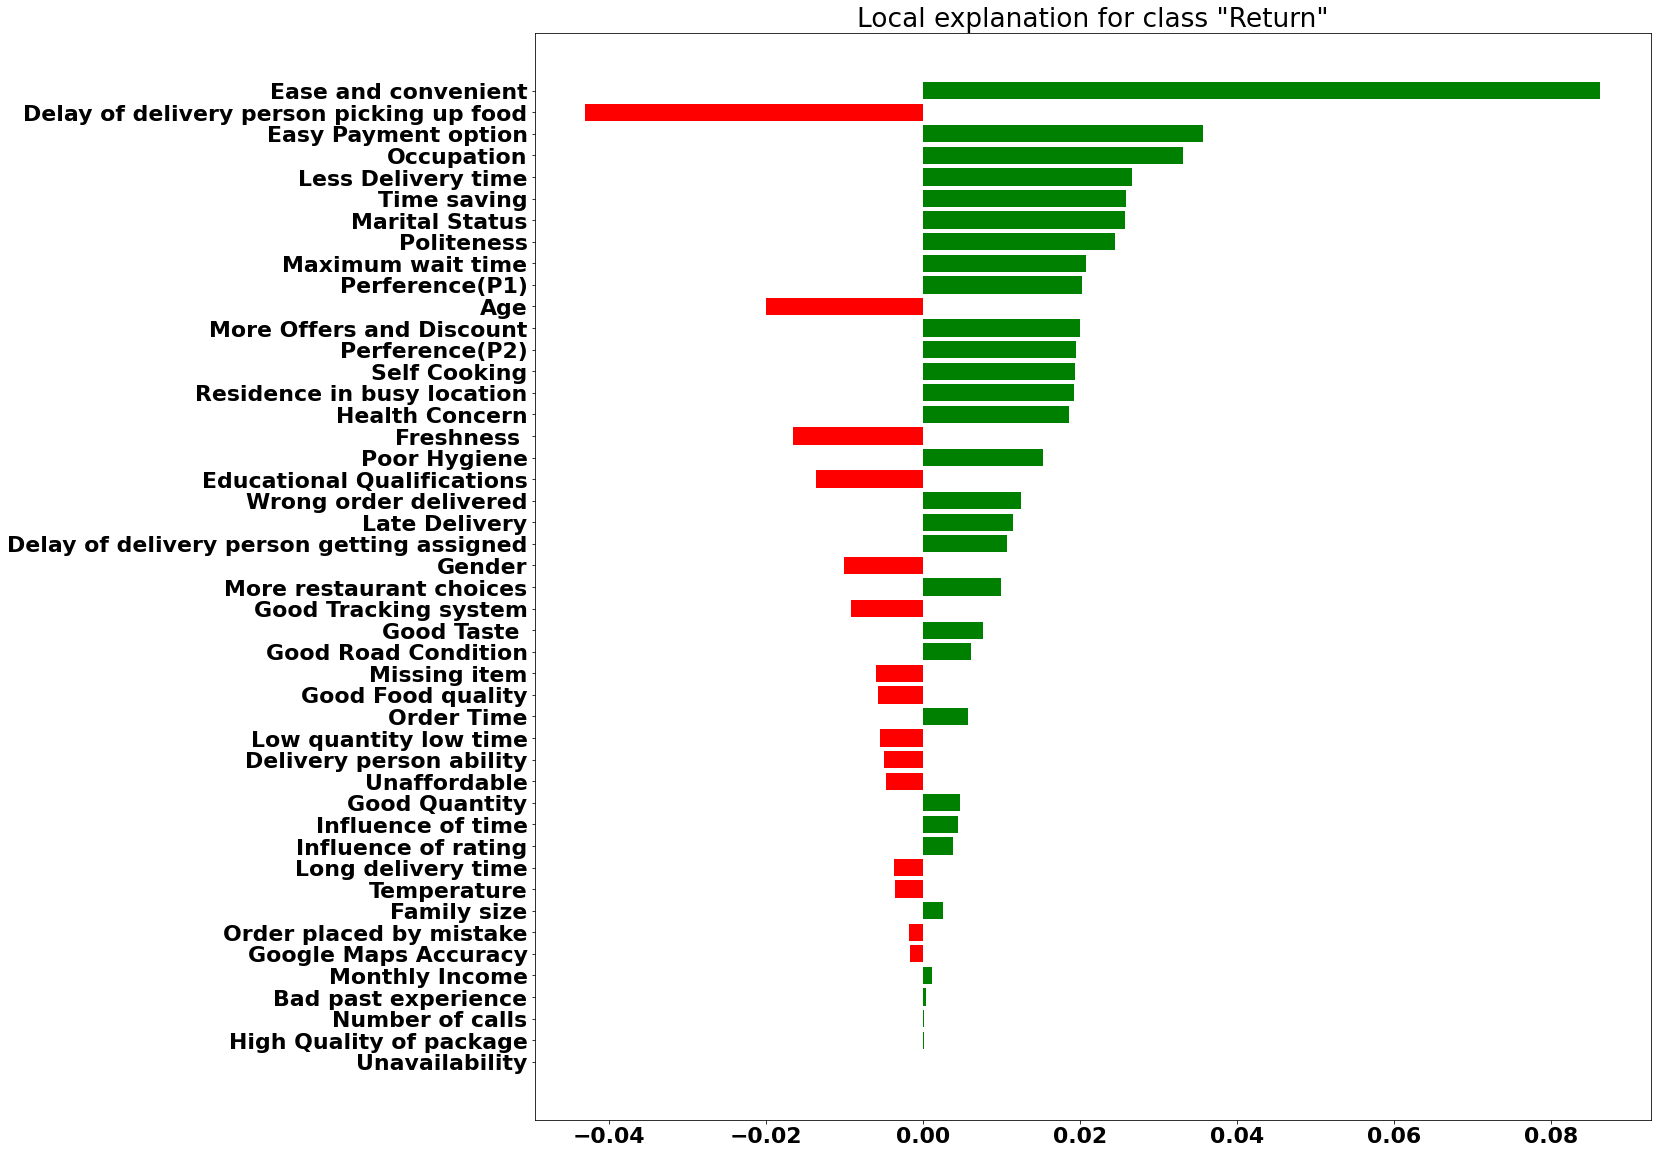 Local explanation for class "Return"
Ease and convenient
Delay of delivery person picking up food
Easy Payment option
Occupation
Less Delivery time
Time saving
Marital Status
Politeness
Maximum wait time
Perference(P1)
Age
More Offers and Discount
Perference(P2)
Self Cooking
Residence in busy location
Health Concern
Freshness
Poor Hygiene
Educational Qualifications
Wrong order delivered
Late Delivery
Delay of delivery person getting assigned
Gender
More restaurant choices
Good Tracking system
Good Taste
Good Road Condition
Missing item
Good Food quality
Order Time
Low quantity low time
Delivery person ability
Unaffordable
Good Quantity
Influence of time
Influence of rating
Long delivery time
Temperature
Family size
Order placed by mistake
Google Maps Accuracy
Monthly Income
Bad past experience
Number of calls
High Quality of package
Unavailability
−0.04 −0.02 0.00 0.02 0.04 0.06 0.08